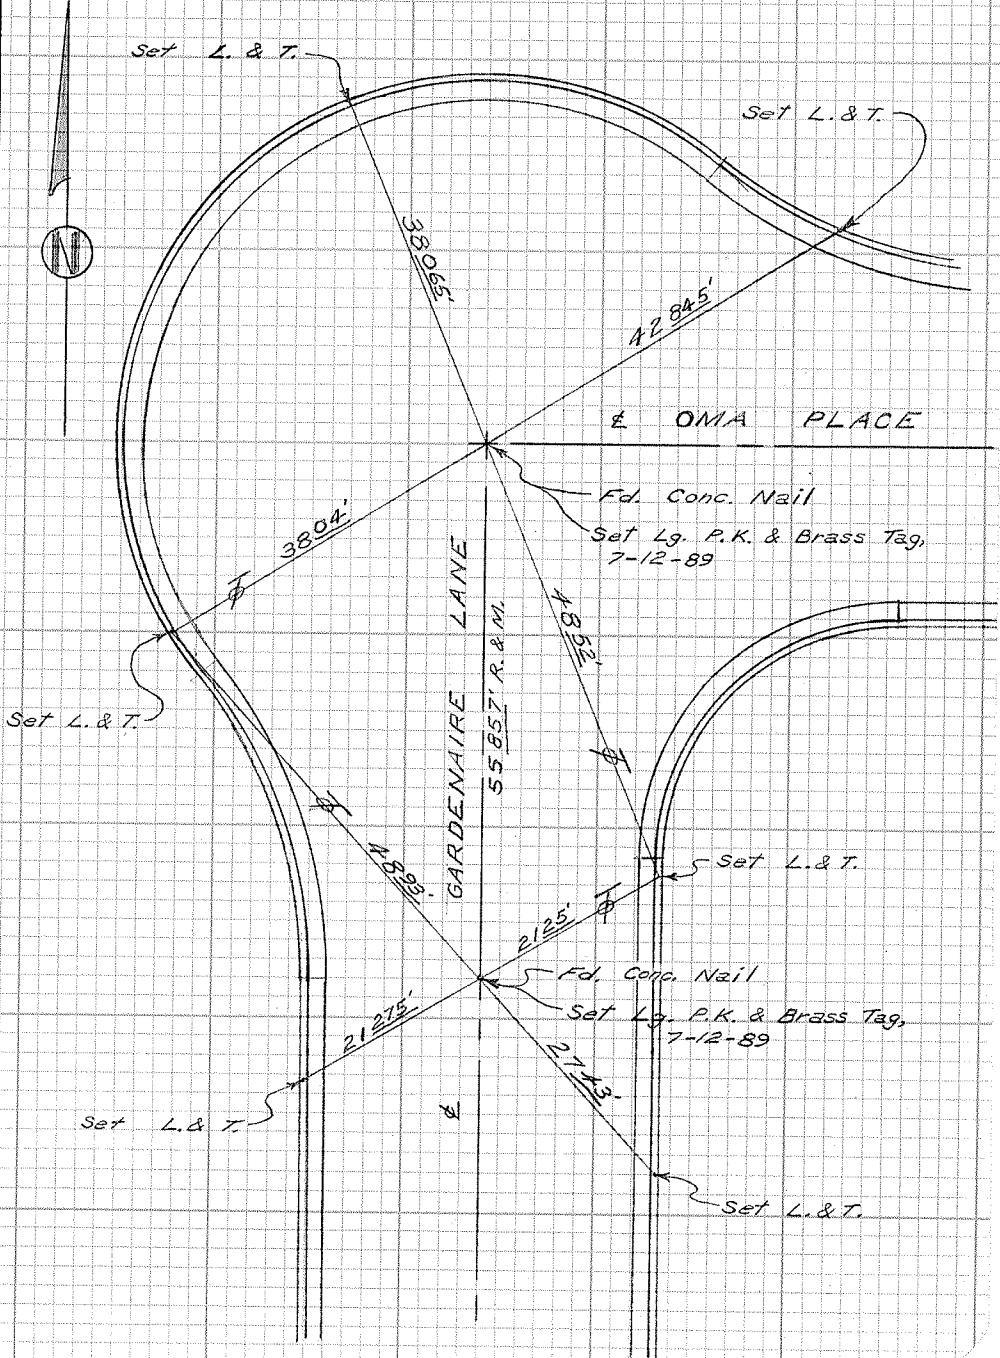 Set L. & T.
Set L. & T.
N
38 065'
42 845'
℄ OMA PLACE
Fd. Conc. Nail
Set Lg. P.K. & Brass Tag,
7-12-89
38 04'
GARDENAIRE LANE
55 857' R. & M.
48 52'
Set L. & T.
48 93'
Set L. & T.
21 25'
Fd. Conc. Nail
Set Lg. P.K. & Brass Tag,
7-12-89
21 275'
27 43'
Set L. & T.
℄
Set L. & T.